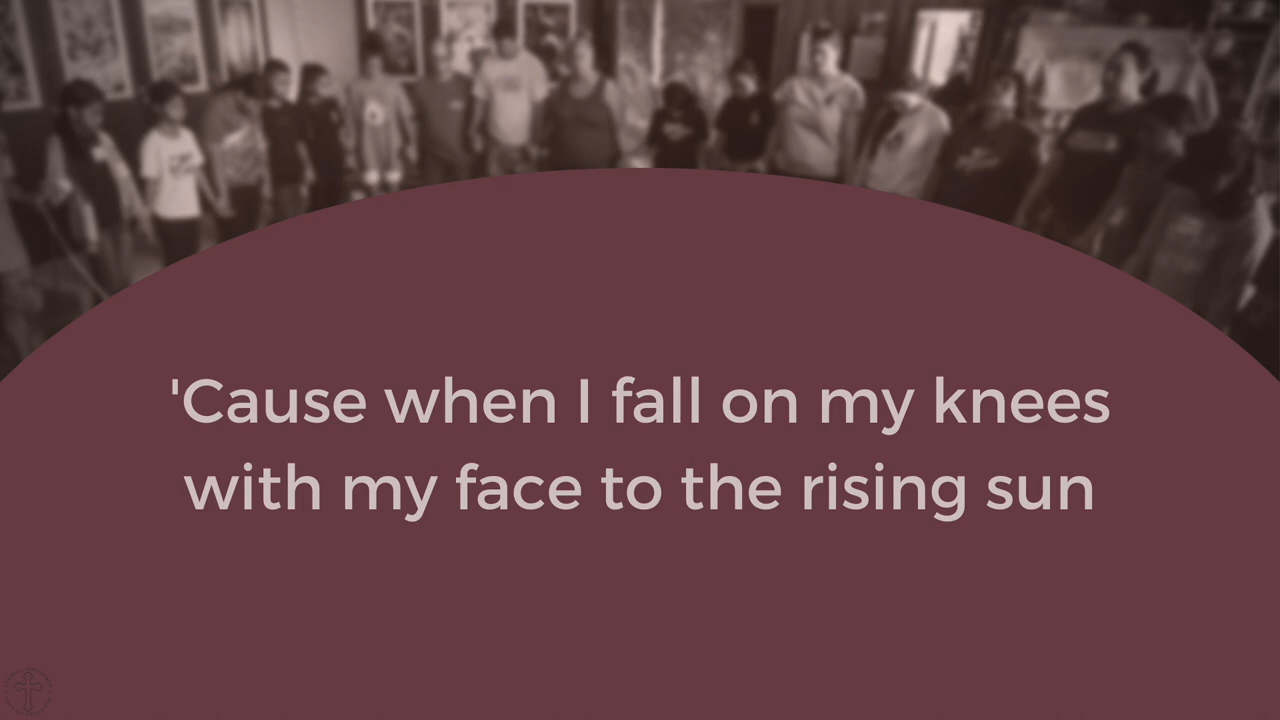 'Cause when I fall on my knees
with my face to the rising sun